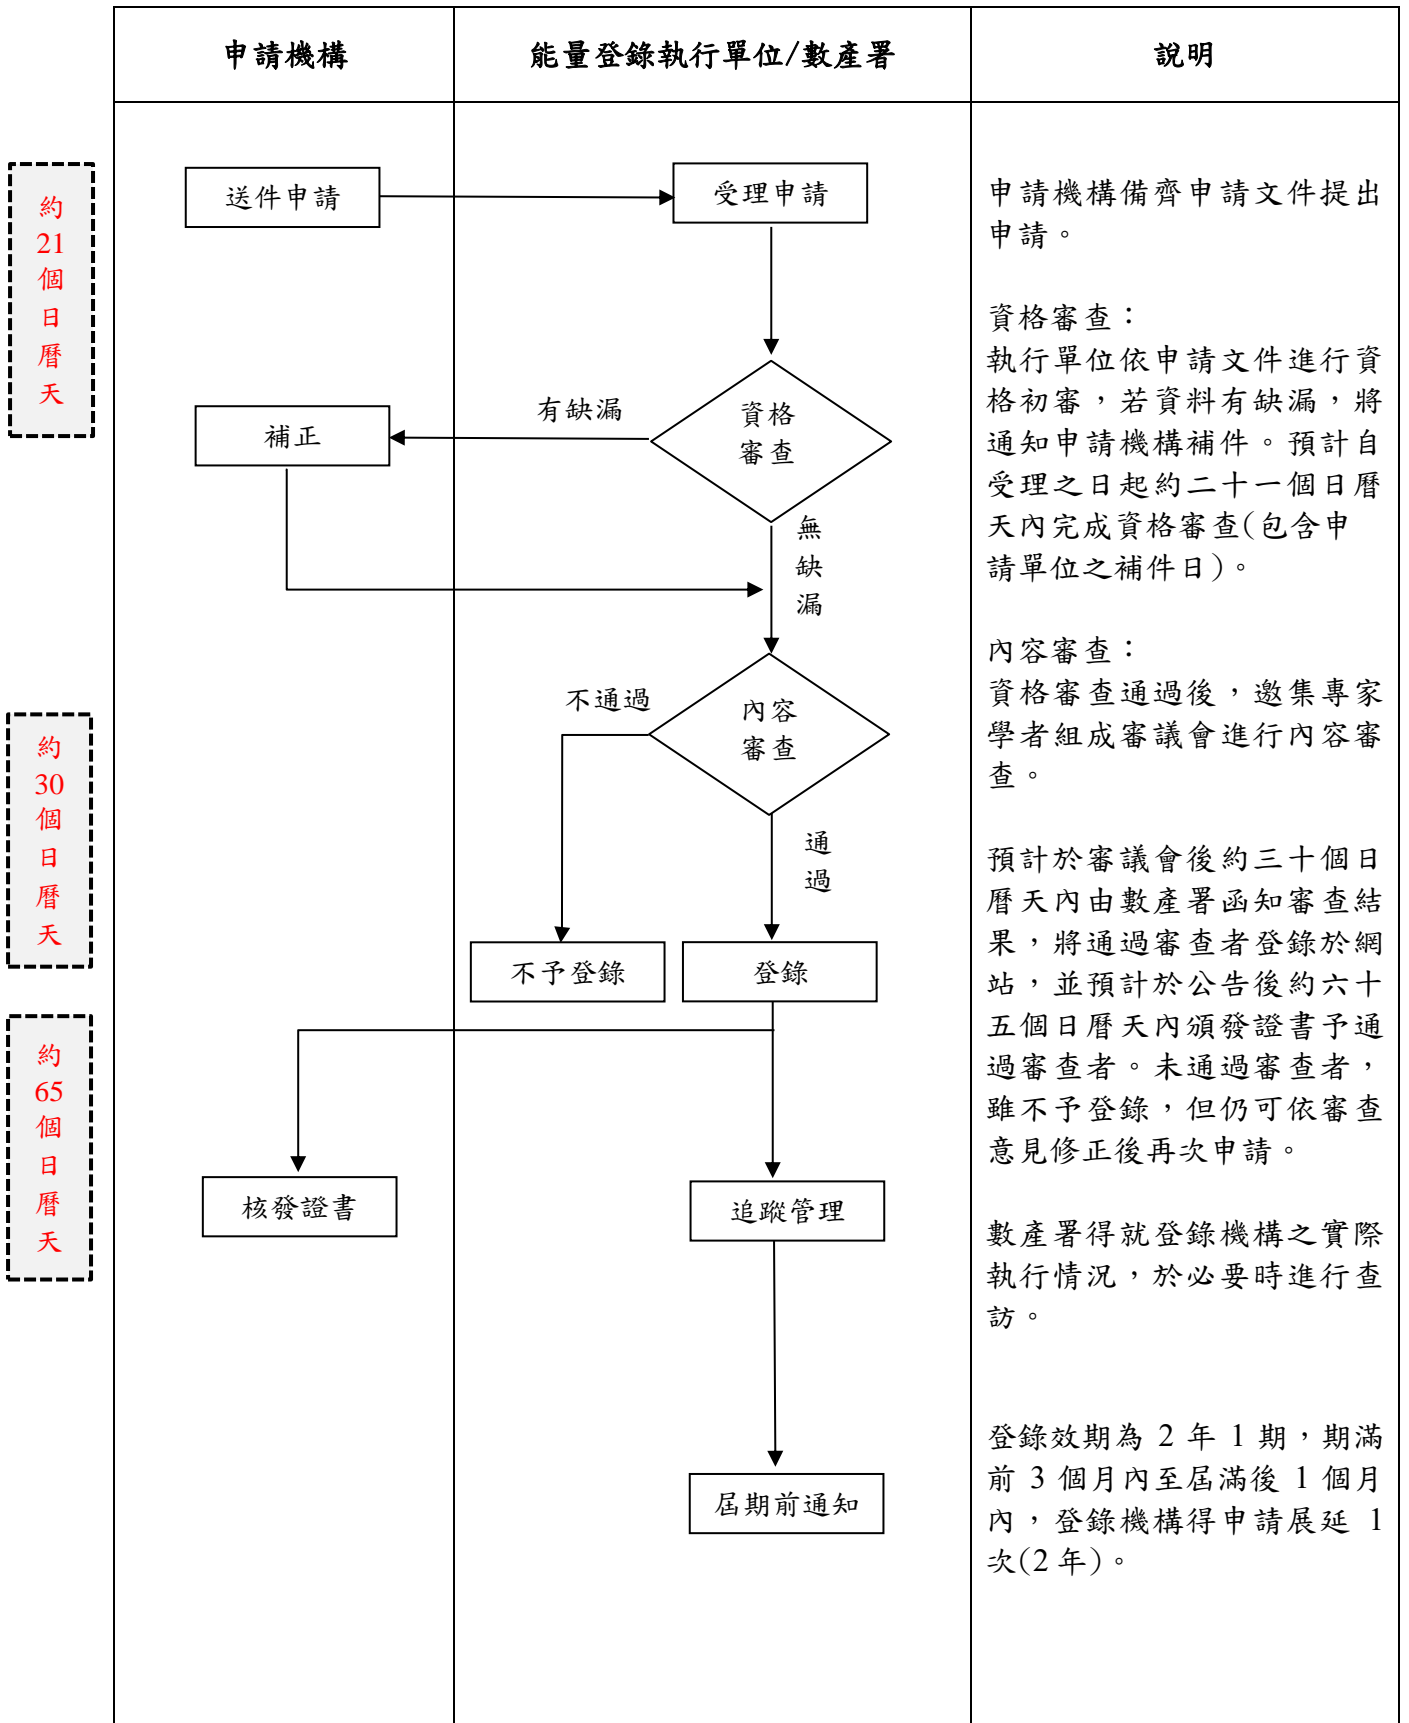 申請機構
能量登錄執行單位/數產署
說明
約
21
個
日
曆
天
送件申請
受理申請
有缺漏
補正
資格
審查
無
缺
漏
不通過
內容
審查
通
過
約
30
個
日
曆
天
不予登錄
登錄
約
65
個
日
曆
天
核發證書
追蹤管理
屆期前通知
申請機構備齊申請文件提出
申請。
資格審查：
執行單位依申請文件進行資
格初審，若資料有缺漏，將
通知申請機構補件。預計自
受理之日起約二十一個日曆
天內完成資格審查(包含申
請單位之補件日)。
內容審查：
資格審查通過後，邀集專家
學者組成審議會進行內容審
查。
預計於審議會後約三十個日
曆天內由數產署函知審查結
果，將通過審查者登錄於網
站，並預計於公告後約六十
五個日曆天內頒發證書予通
過審查者。未通過審查者，
雖不予登錄，但仍可依審查
意見修正後再次申請。
數產署得就登錄機構之實際
執行情況，於必要時進行查
訪。
登錄效期為 2 年 1 期，期滿
前 3 個月內至屆滿後 1 個月
內，登錄機構得申請展延 1
次(2 年)。